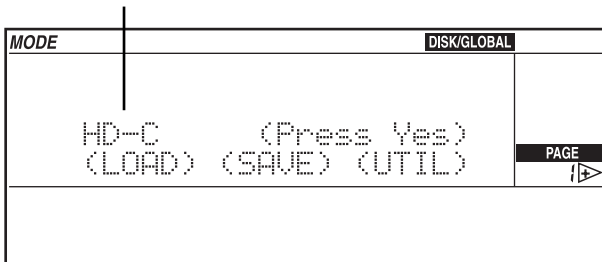 MODE DISK/GLOBAL
HD-C (Press Yes)
(LOAD) (SAVE) (UTIL)
PAGE
1+